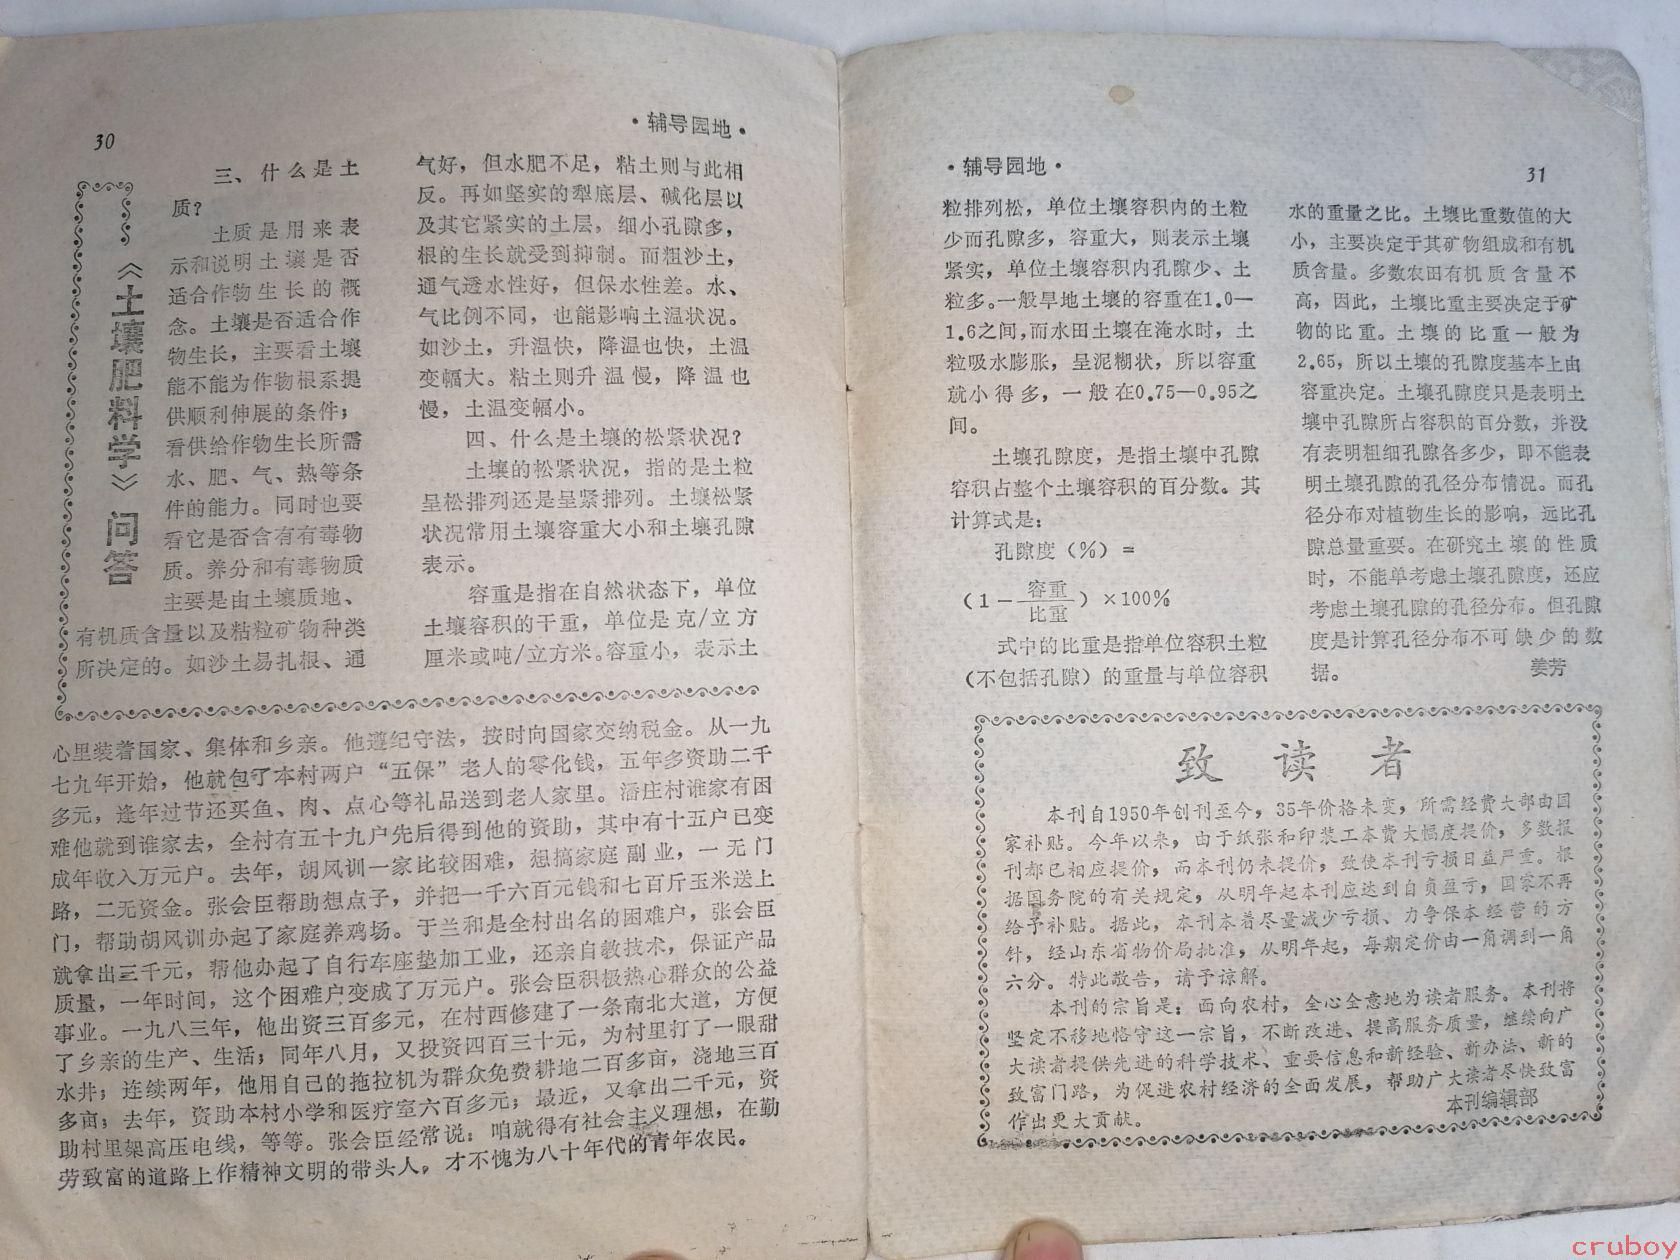 30
·辅导园地·
《土壤肥料学》问答
三、什么是土
质？
土质是用来表
示和说明土壤是否
适合作物生长的概
念。土壤是否适合作
物生长，主要看土壤
能不能为作物根系提
供顺利伸展的条件；
看供给作物生长所需
水、肥、气、热等条
件的能力。同时也要
看它是否含有有毒物
质。养分和有毒物质
主要是由土壤质地、
有机质含量以及粘粒矿物种类
所决定的。如沙土易扎根、通
气好，但水肥不足，粘土则与此相
反。再如坚实的犁底层、碱化层以
及其它紧实的土层，细小孔隙多，
根的生长就受到抑制。而粗沙土，
通气透水性好，但保水性差。水、
气比例不同，也能影响土温状况。
如沙土，升温快，降温也快，土温
变幅大。粘土则升温慢，降温也
慢，土温变幅小。
四、什么是土壤的松紧状况？
土壤的松紧状况，指的是土粒
呈松排列还是呈紧排列。土壤松紧
状况常用土壤容重大小和土壤孔隙
表示。
容重是指在自然状态下，单位
土壤容积的干重，单位是克/立方
厘米或吨/立方米。容重小，表示土
心里装着国家、集体和乡亲。他遵纪守法，按时向国家交纳税金。从一九
七九年开始，他就包了本村两户“五保”老人的零化钱，五年多资助二千
多元，逢年过节还买鱼、肉、点心等礼品送到老人家里。潘庄村谁家有困
难他就到谁家去，全村有五十九户先后得到他的资助，其中有十五户已变
成年收入万元户。去年，胡风训一家比较困难，想搞家庭副业，一无门
路，二无资金。张会臣帮助想点子，并把一千六百元钱和七百斤玉米送上
门，帮助胡风训办起了家庭养鸡场。于兰和是全村出名的困难户，张会臣
就拿出三千元，帮他办起了自行车座垫加工业，还亲自教技术，保证产品
质量，一年时间，这个困难户变成了万元户。张会臣积极热心群众的公益
事业。一九八三年，他出资三百多元，在村西修建了一条南北大道，方便
了乡亲的生产、生活；同年八月，又投资四百三十元，为村里打了一眼甜
水井；连续两年，他用自己的拖拉机为群众免费耕地二百多亩，浇地三百
多亩；去年，资助本村小学和医疗室六百多元；最近，又拿出二千元，资
助村里架高压电线，等等。张会臣经常说：咱就得有社会主义理想，在勤
劳致富的道路上作精神文明的带头人，才不愧为八十年代的青年农民。
·辅导园地·
31
粒排列松，单位土壤容积内的土粒
少而孔隙多，容重大，则表示土壤
紧实，单位土壤容积内孔隙少、土
粒多。一般旱地土壤的容重在1.0—
1.6之间，而水田土壤在淹水时，土
粒吸水膨胀，呈泥糊状，所以容重
就小得多，一般在0.75—0.95之
间。
土壤孔隙度，是指土壤中孔隙
容积占整个土壤容积的百分数。其
计算式是：
孔隙度（%）＝
（1－容重/比重）×100%
式中的比重是指单位容积土粒
（不包括孔隙）的重量与单位容积
水的重量之比。土壤比重数值的大
小，主要决定于其矿物组成和有机
质含量。多数农田有机质含量不
高，因此，土壤比重主要决定于矿
物的比重。土壤的比重一般为
2.65，所以土壤的孔隙度基本上由
容重决定。土壤孔隙度只是表明土
壤中孔隙所占容积的百分数，并没
有表明粗细孔隙各多少，即不能表
明土壤孔隙的孔径分布情况。而孔
径分布对植物生长的影响，远比孔
隙总量重要。在研究土壤的性质
时，不能单考虑土壤孔隙度，还应
考虑土壤孔隙的孔径分布。但孔隙
度是计算孔径分布不可缺少的数
据。 姜芳
致读者
本刊自1950年创刊至今，35年价格未变，所需经费大部由国
家补贴。今年以来，由于纸张和印装工本费大幅度提价，多数报
刊都已相应提价，而本刊仍未提价，致使本刊亏损日益严重。根
据国务院的有关规定，从明年起本刊应达到自负盈亏，国家不再
给予补贴。据此，本刊本着尽量减少亏损、力争保本经营的方
针，经山东省物价局批准，从明年起，每期定价由一角调到一角
六分。特此敬告，请予谅解。
本刊的宗旨是：面向农村，全心全意地为读者服务。本刊将
坚定不移地恪守这一宗旨，不断改进、提高服务质量，继续向广
大读者提供先进的科学技术、重要信息和新经验、新办法、新的
致富门路，为促进农村经济的全面发展，帮助广大读者尽快致富
作出更大贡献。
本刊编辑部
cruboy